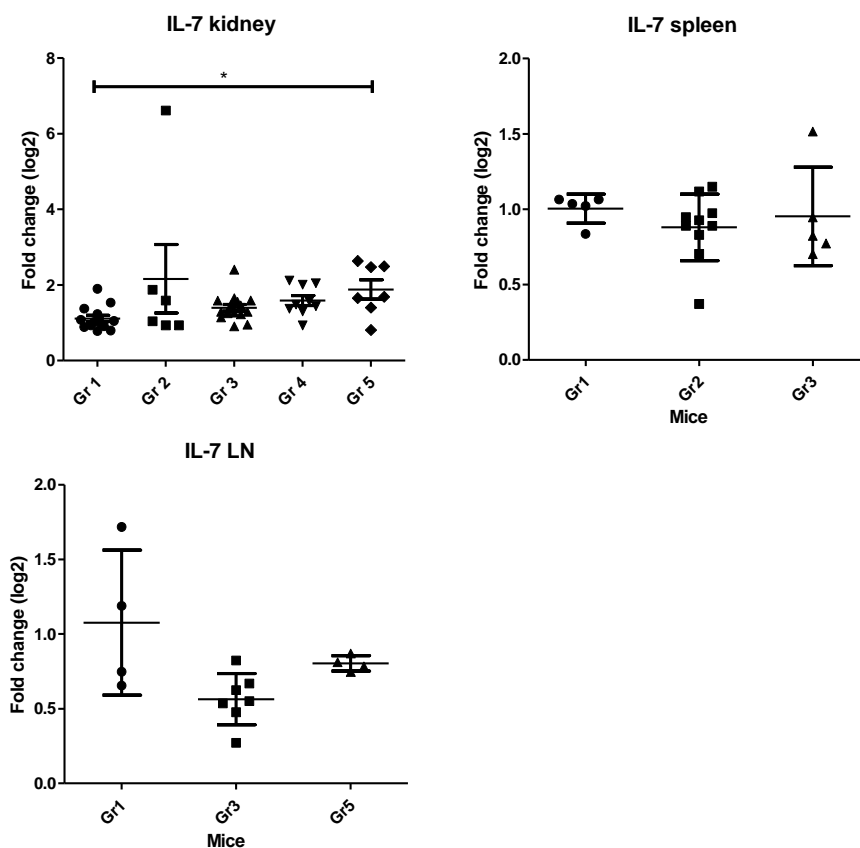 IL-7 kidney
Fold change (log2)
8
6
4
2
0
*
Gr 1
Gr 2
Gr 3
Gr 4
Gr 5
IL-7 spleen
Fold change (log2)
2.0
1.5
1.0
0.5
0.0
Gr1
Gr2
Gr3
Mice
IL-7 LN
Fold change (log2)
2.0
1.5
1.0
0.5
0.0
Gr1
Gr3
Gr5
Mice